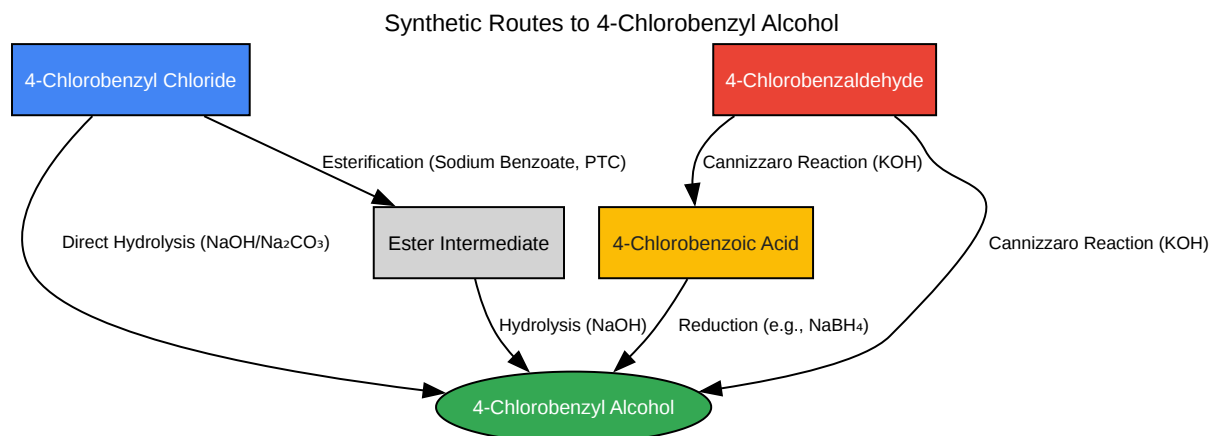 Synthetic Routes to 4-Chlorobenzyl Alcohol
4-Chlorobenzyl Chloride
4-Chlorobenzaldehyde
Esterification (Sodium Benzoate, PTC)
Cannizzaro Reaction (KOH)
Direct Hydrolysis (NaOH/Na₂CO₃)
Ester Intermediate
4-Chlorobenzoic Acid
Cannizzaro Reaction (KOH)
Hydrolysis (NaOH)
Reduction (e.g., NaBH₄)
4-Chlorobenzyl Alcohol